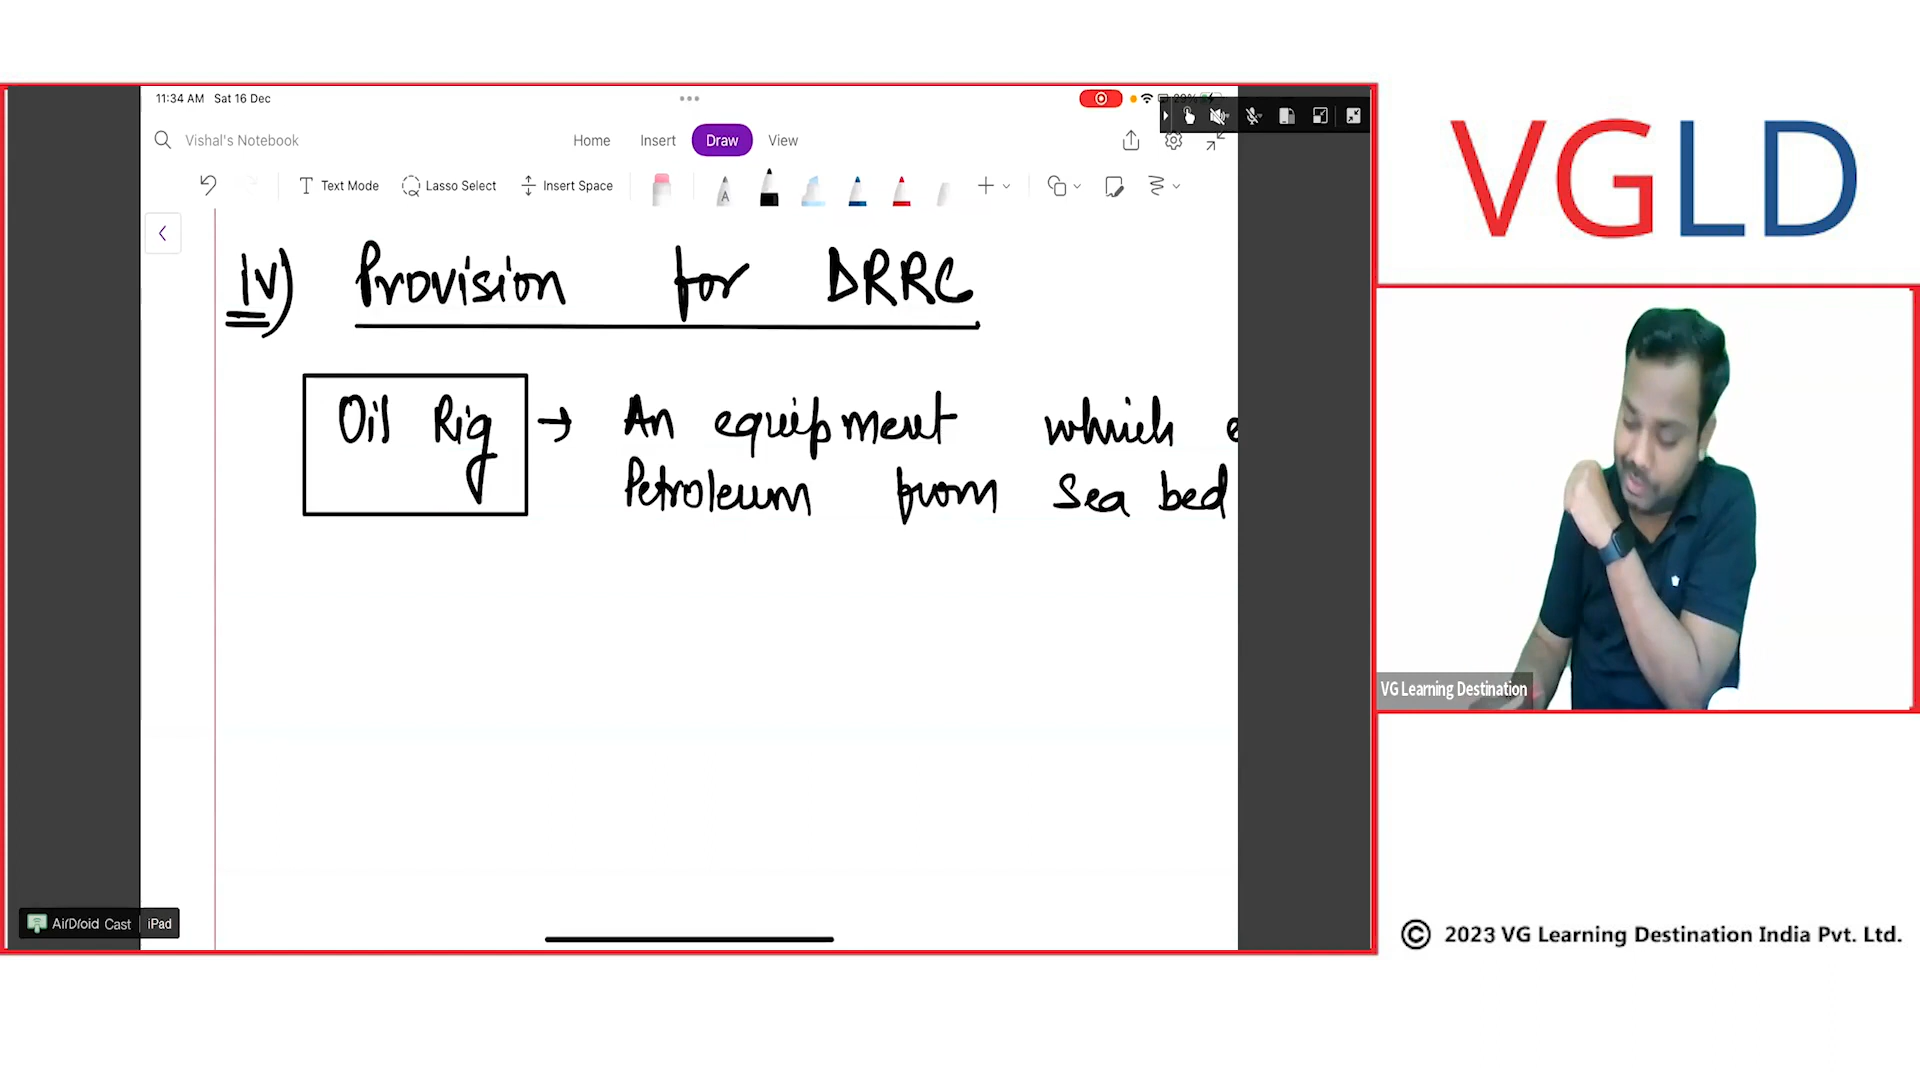 11:34 AM Sat 16 Dec
29%
Vishal's Notebook
Home Insert Draw View
Text Mode Lasso Select Insert Space
iv) Provision for DRRC
Oil Rig → An equipment which
Petroleum from Sea bed
AirDroid Cast iPad
VGLD
VG Learning Destination
© 2023 VG Learning Destination India Pvt. Ltd.